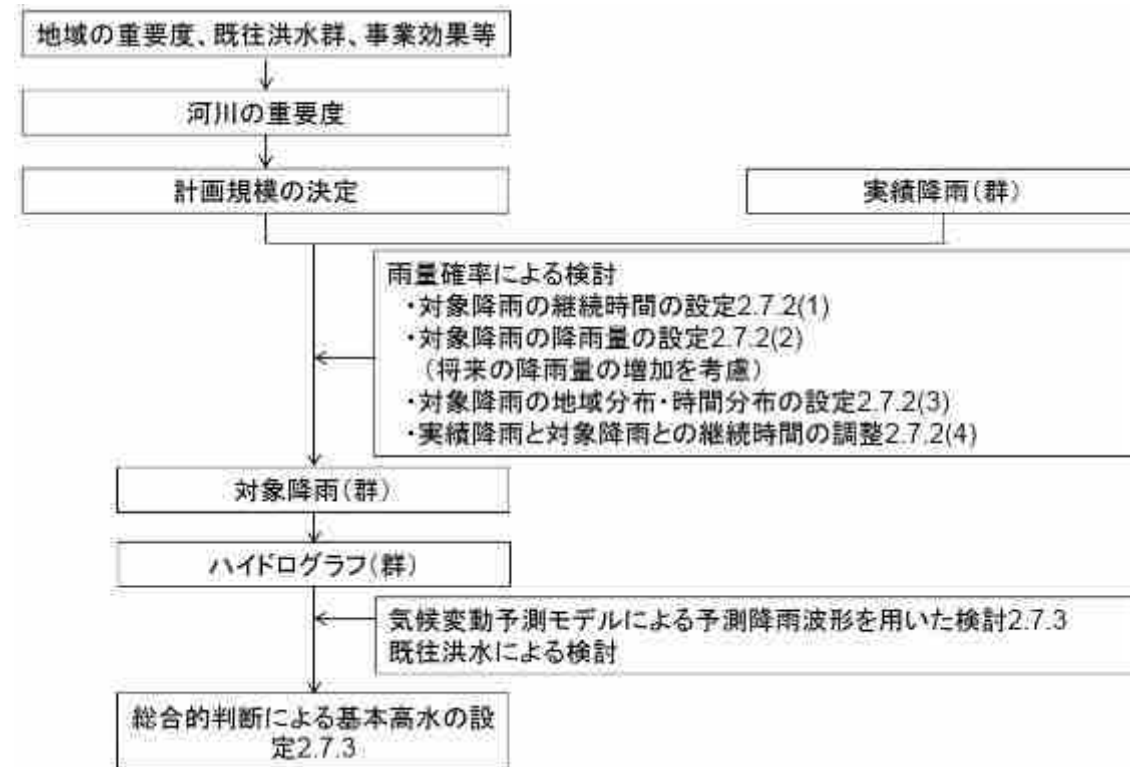 地域の重要度、既往洪水群、事業効果等
河川の重要度
計画規模の決定
実績降雨(群)
雨量確率による検討
・対象降雨の継続時間の設定2.7.2(1)
・対象降雨の降雨量の設定2.7.2(2)
（将来の降雨量の増加を考慮）
・対象降雨の地域分布・時間分布の設定2.7.2(3)
・実績降雨と対象降雨との継続時間の調整2.7.2(4)
対象降雨(群)
ハイドログラフ(群)
気候変動予測モデルによる予測降雨波形を用いた検討2.7.3
既往洪水による検討
総合的判断による基本高水の設
定2.7.3